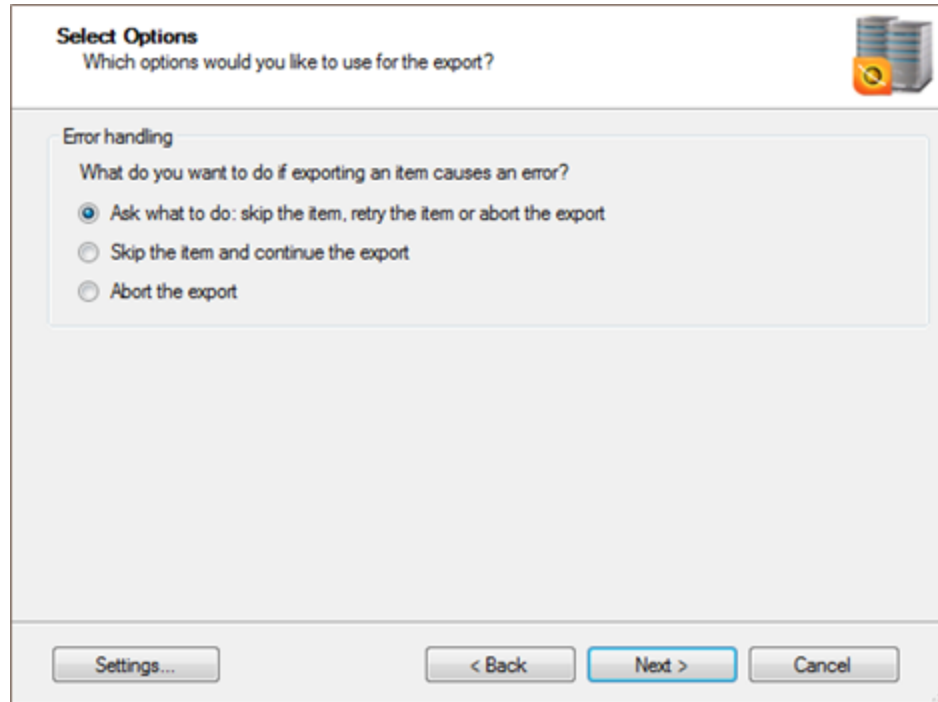 Select Options
Which options would you like to use for the export?
Error handling
What do you want to do if exporting an item causes an error?
Ask what to do: skip the item, retry the item or abort the export
Skip the item and continue the export
Abort the export
Settings...
< Back
Next >
Cancel